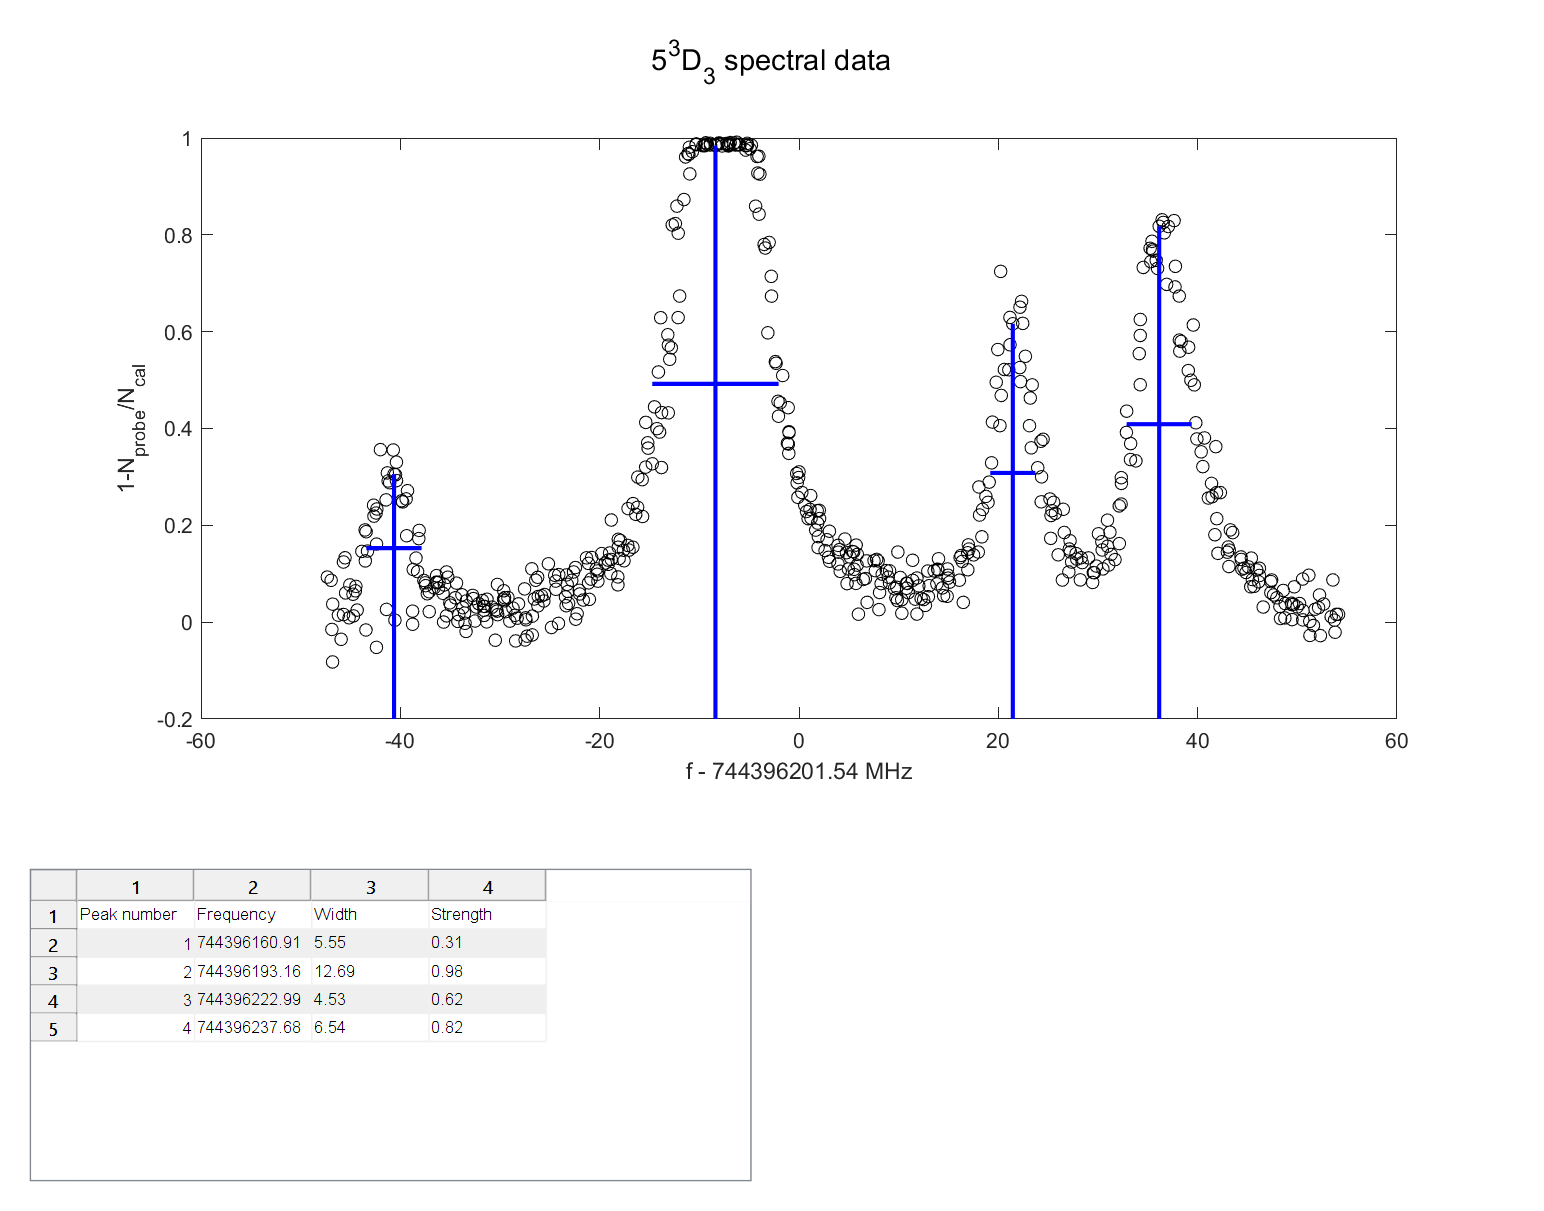 5³D₃ spectral data
1
0.8
0.6
0.4
0.2
0
-0.2
1-N_probe/N_cal
-60 -40 -20 0 20 40 60
f - 744396201.54 MHz
1 2 3 4
1 Peak number Frequency Width Strength
2 1 744396160.91 5.55 0.31
3 2 744396193.16 12.69 0.98
4 3 744396222.99 4.53 0.62
5 4 744396237.68 6.54 0.82